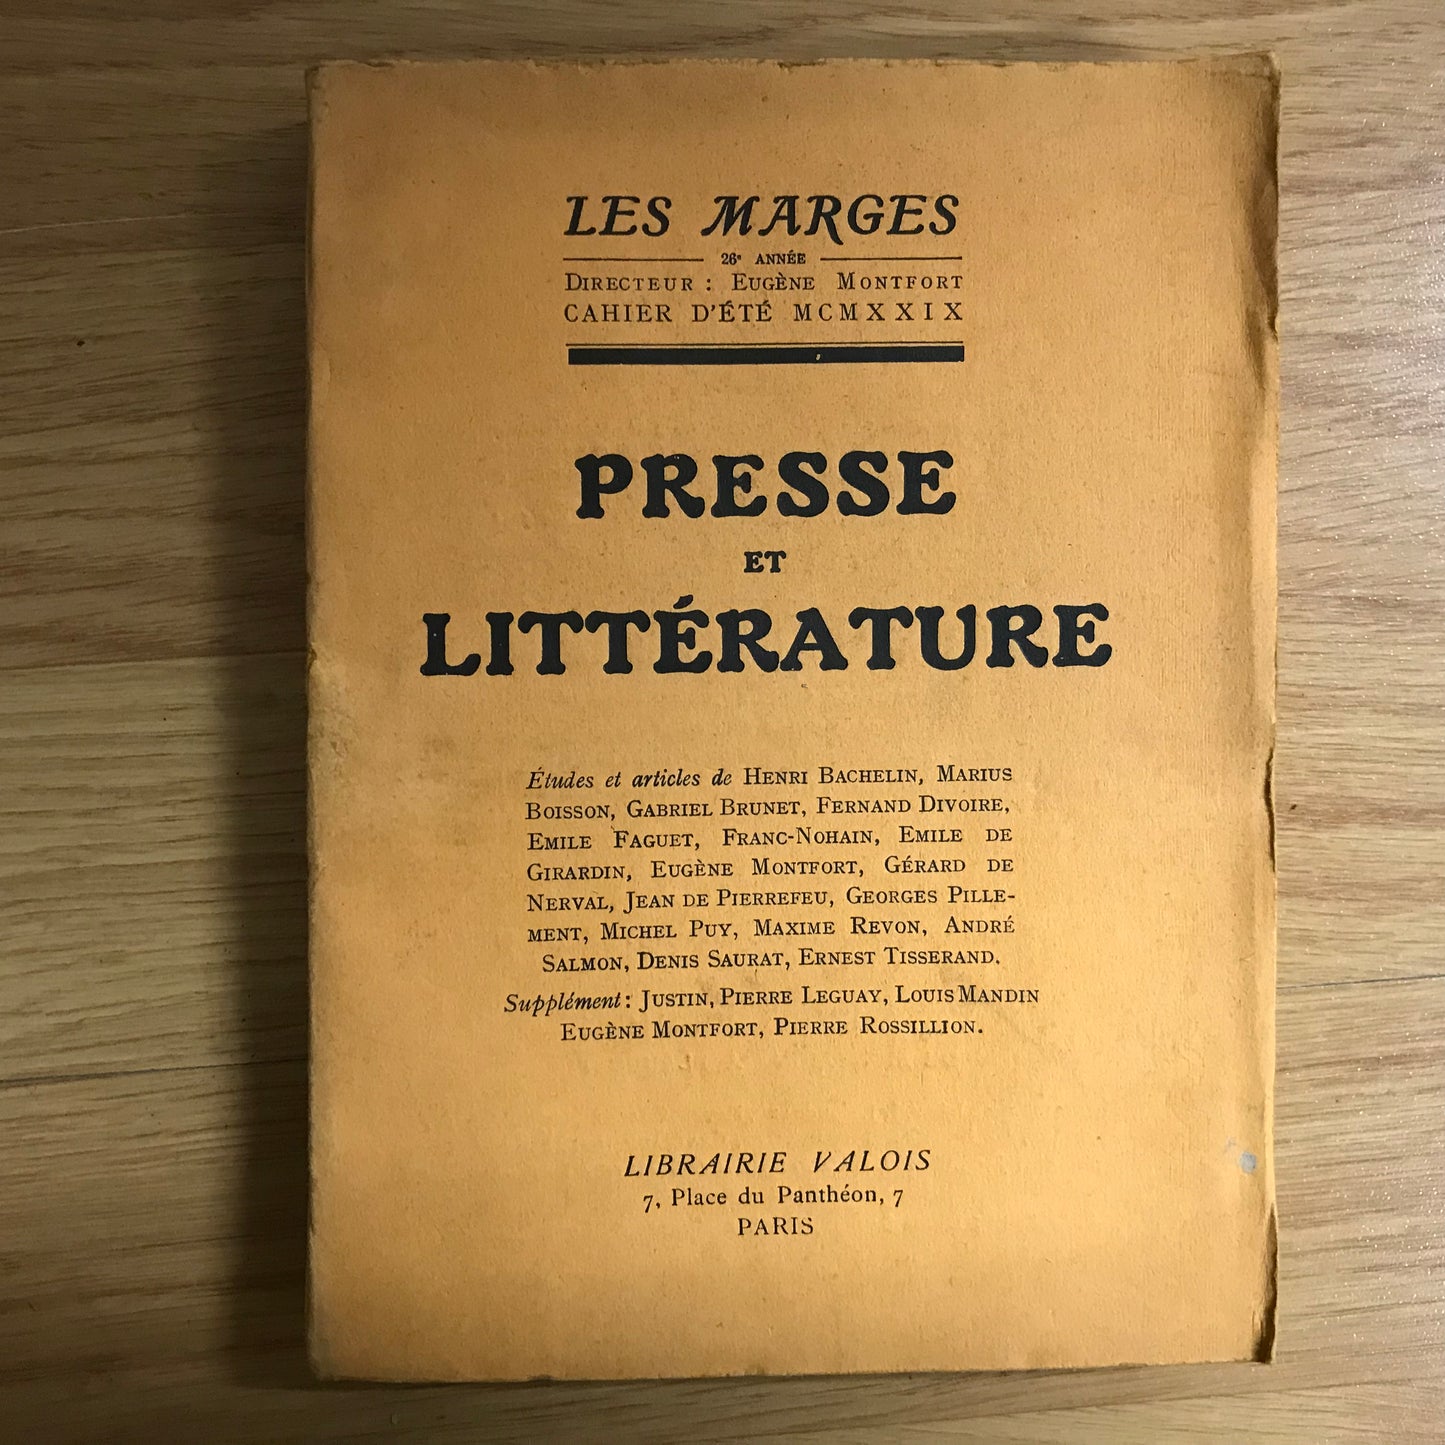 LES MARGES
26e ANNÉE
DIRECTEUR : EUGÈNE MONTFORT
CAHIER D'ÉTÉ MCMXXIX
PRESSE
ET
LITTÉRATURE
Études et articles de HENRI BACHELIN, MARIUS
BOISSON, GABRIEL BRUNET, FERNAND DIVOIRE,
EMILE FAGUET, FRANC-NOHAIN, EMILE DE
GIRARDIN, EUGÈNE MONTFORT, GÉRARD DE
NERVAL, JEAN DE PIERREFEU, GEORGES PILLE-
MENT, MICHEL PUY, MAXIME REVON, ANDRÉ
SALMON, DENIS SAURAT, ERNEST TISSERAND.
Supplément : JUSTIN, PIERRE LEGUAY, LOUIS MANDIN
EUGÈNE MONTFORT, PIERRE ROSSILLION.
LIBRAIRIE VALOIS
7, Place du Panthéon, 7
PARIS